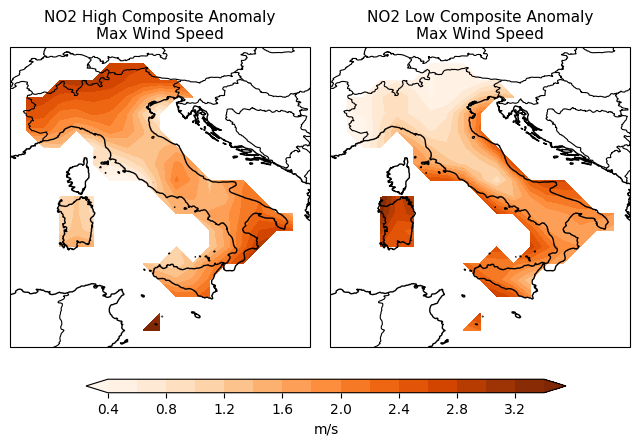 NO2 High Composite Anomaly
Max Wind Speed
NO2 Low Composite Anomaly
Max Wind Speed
0.4 0.8 1.2 1.6 2.0 2.4 2.8 3.2
m/s